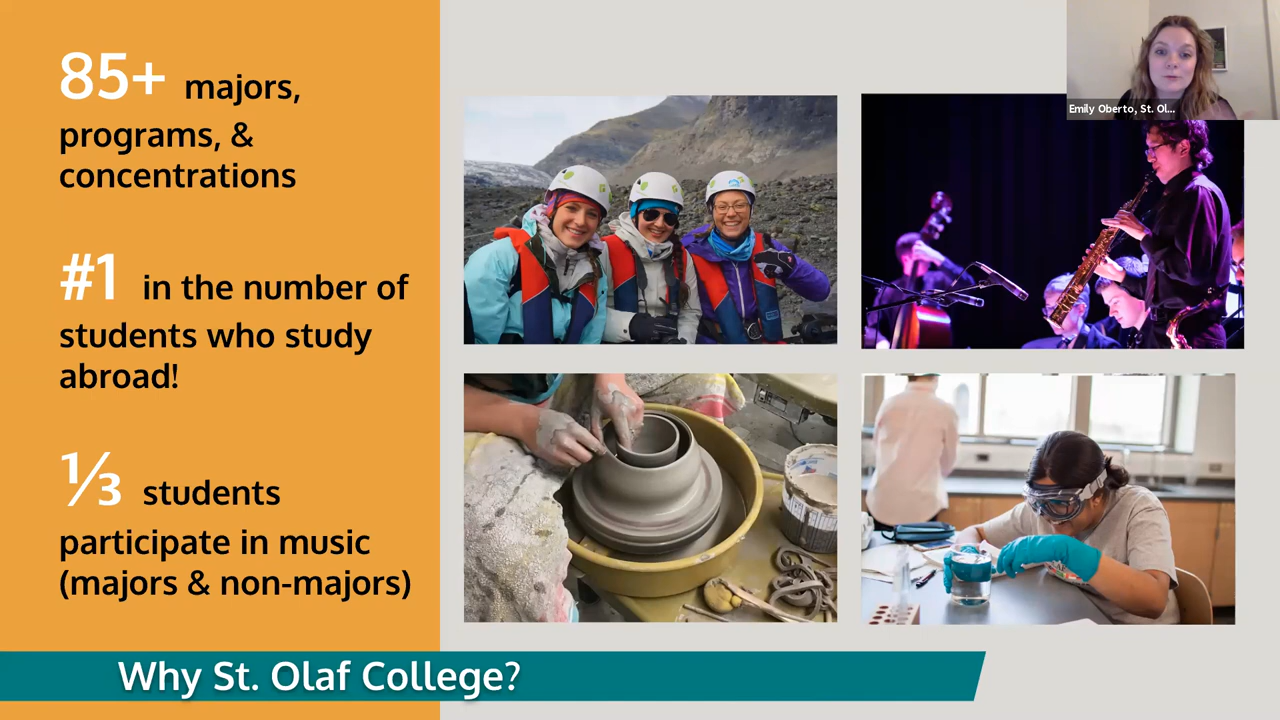 85+ majors,
programs, &
concentrations
#1 in the number of
students who study
abroad!
⅓ students
participate in music
(majors & non-majors)
Why St. Olaf College?
Emily Oberto, St. Ol...